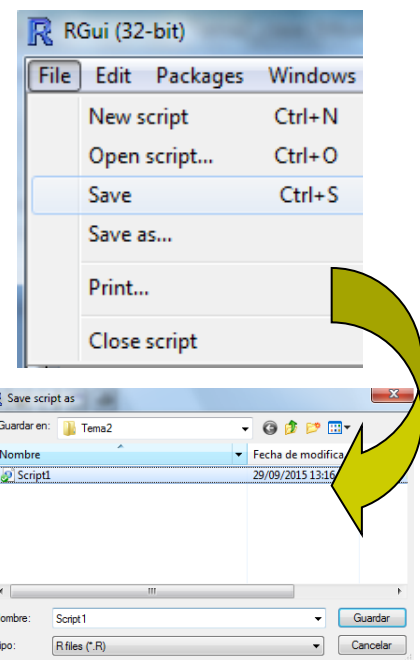 RGui (32-bit)
File Edit Packages Windows
New script Ctrl+N
Open script... Ctrl+O
Save Ctrl+S
Save as...
Print...
Close script
Save script as
Guardar en: Tema2
Nombre Fecha de modifica
Script1 29/09/2015 13:16
ombre: Script1 Guardar
ipo: R files (*.R) Cancelar